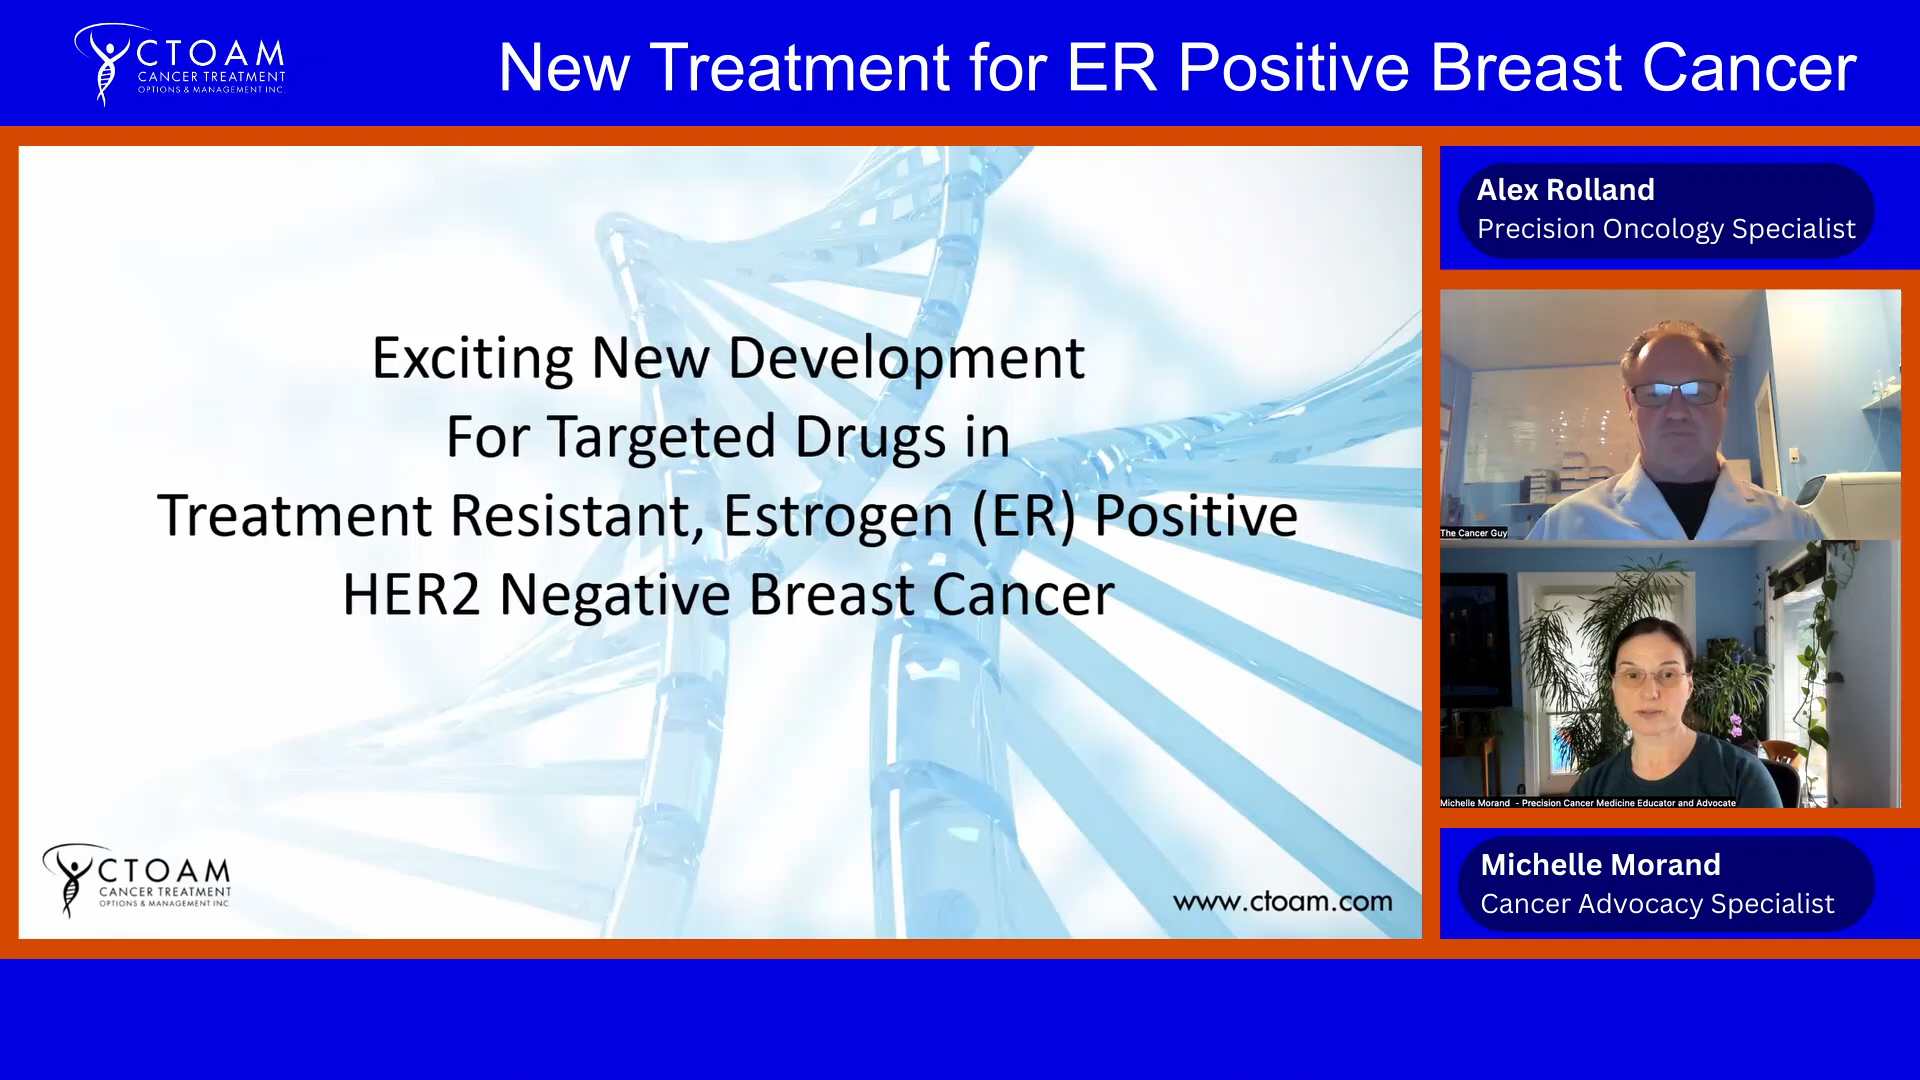 CTOAM
CANCER TREATMENT
OPTIONS & MANAGEMENT INC.
New Treatment for ER Positive Breast Cancer
Exciting New Development
For Targeted Drugs in
Treatment Resistant, Estrogen (ER) Positive
HER2 Negative Breast Cancer
CTOAM
CANCER TREATMENT
OPTIONS & MANAGEMENT INC.
www.ctoam.com
Alex Rolland
Precision Oncology Specialist
The Cancer Guy
Michelle Morand - Precision Cancer Medicine Educator and Advocate
Michelle Morand
Cancer Advocacy Specialist